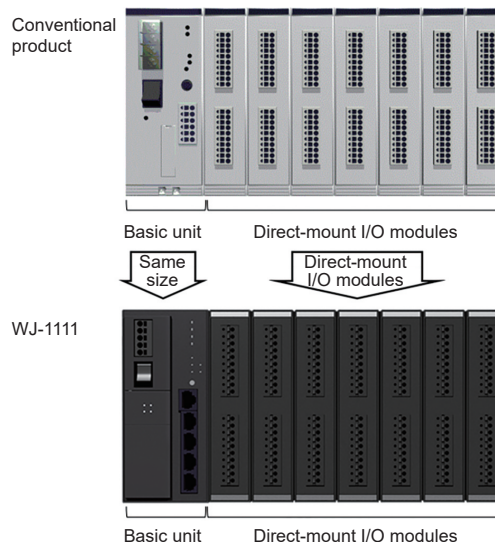 Conventional
product
Basic unit
Direct-mount I/O modules
Same
size
Direct-mount
I/O modules
WJ-1111
Basic unit
Direct-mount I/O modules